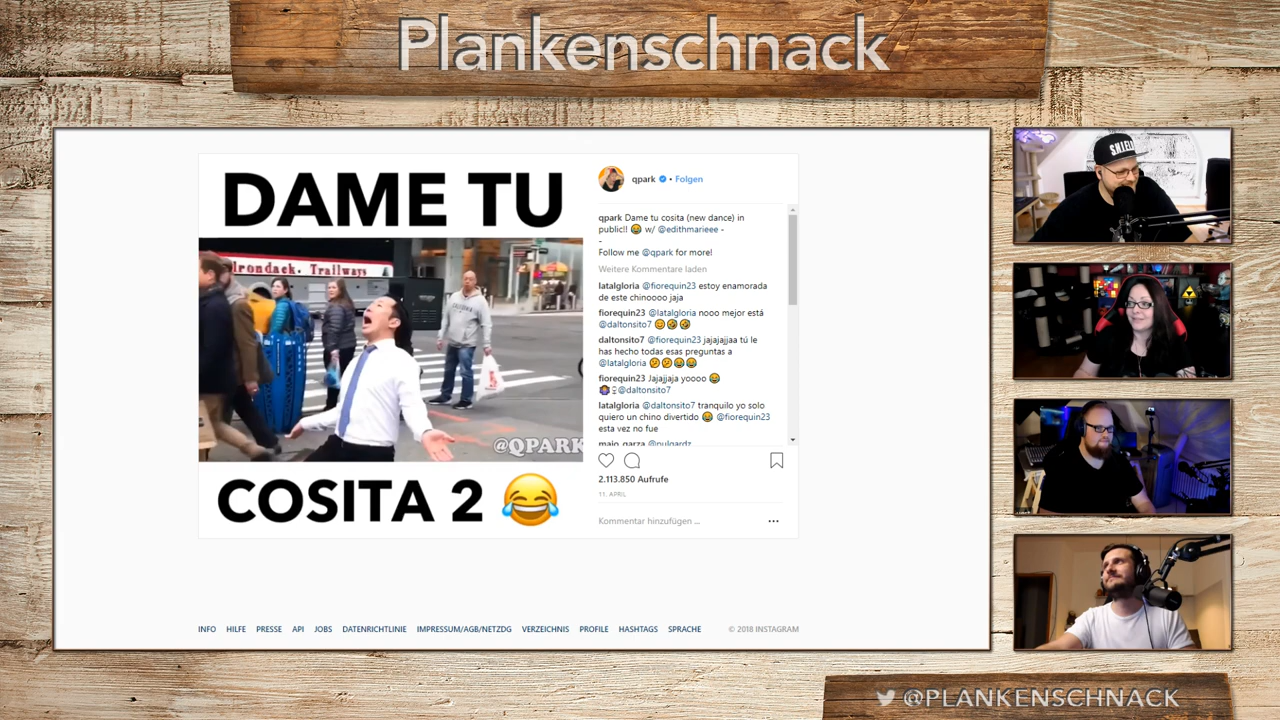 Plankenschnack
DAME TU
Adirondack. Trailways
@QPARK
COSITA 2 😂
qpark • Folgen
qpark Dame tu cosita (new dance) in
public!! 😂 w/ @edithmarieee -
-
Follow me @qpark for more!
Weitere Kommentare laden
latalgloria @fiorequin23 estoy enamorada
de este chinoooo jaja
fiorequin23 @latalgloria nooo mejor está
@daltonsito7
daltonsito7 @fiorequin23 jajajajjaa tú le
has hecho todas esas preguntas a
@latalgloria
fiorequin23 Jajajjaja yoooo 😂
@daltonsito7
latalgloria @daltonsito7 tranquilo yo solo
quiero un chino divertido 😂 @fiorequin23
esta vez no fue
majo_garza @pulgardz
2.113.850 Aufrufe
11. APRIL
Kommentar hinzufügen ...
INFO HILFE PRESSE API JOBS DATENRICHTLINIE IMPRESSUM/AGB/NETZDG VERZEICHNIS PROFILE HASHTAGS SPRACHE © 2018 INSTAGRAM
S.H.I.E.L.D
@PLANKENSCHNACK